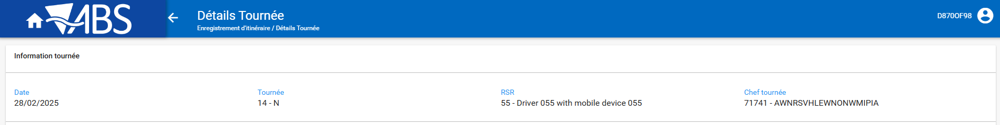 ABS
Détails Tournée
Enregistrement d'itinéraire / Détails Tournée
D870OF98
Information tournée
Date
28/02/2025
Tournée
14 - N
RSR
55 - Driver 055 with mobile device 055
Chef tournée
71741 - AWNRSVHLEWNONWMIPIA